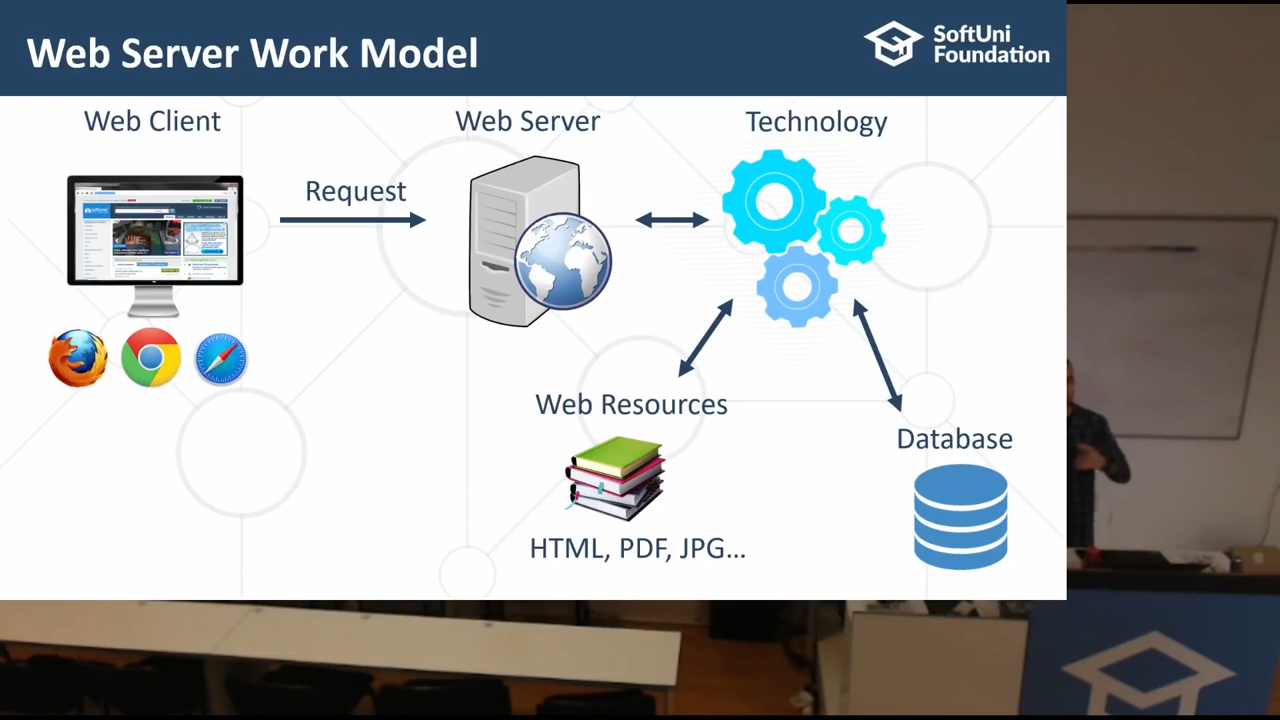 Web Server Work Model
SoftUni
Foundation
Web Client
Web Server
Technology
Request
Web Resources
Database
HTML, PDF, JPG...